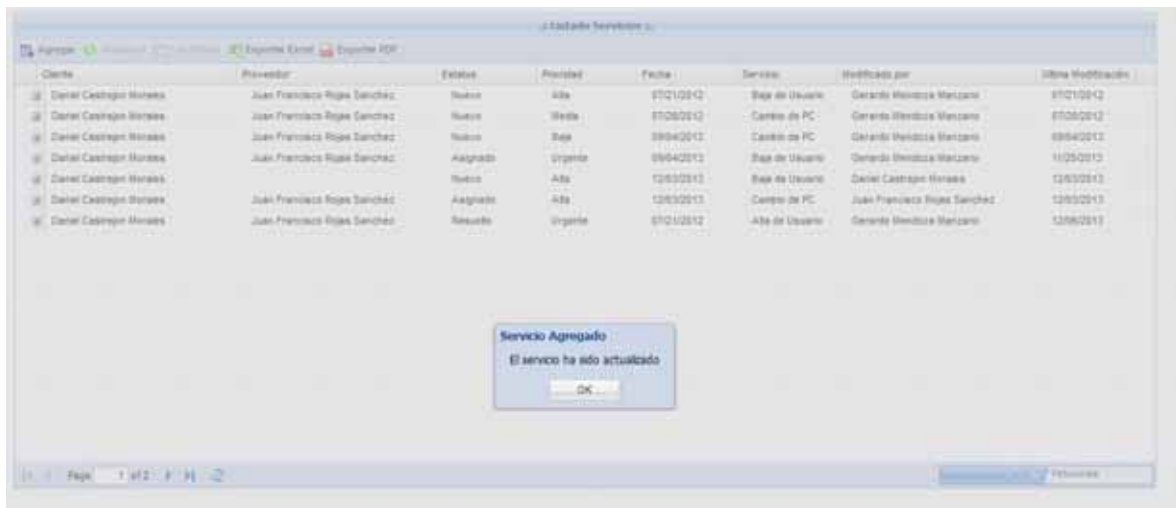 .: Listado Servicios :.
Agregar Exportar Excel Exportar PDF
Cliente Proveedor Estatus Prioridad Fecha Servicio Modificado por Ultima Modificación
Daniel Castrejon Morales Juan Francisco Rojas Sanchez Nuevo Alta 07/21/2012 Baja de Usuario Gerardo Mendoza Manzano 07/21/2012
Daniel Castrejon Morales Juan Francisco Rojas Sanchez Nuevo Media 07/28/2012 Cambio de PC Gerardo Mendoza Manzano 07/28/2012
Daniel Castrejon Morales Juan Francisco Rojas Sanchez Nuevo Baja 09/04/2013 Cambio de PC Gerardo Mendoza Manzano 09/04/2013
Daniel Castrejon Morales Juan Francisco Rojas Sanchez Asignado Urgente 09/04/2013 Baja de Usuario Gerardo Mendoza Manzano 11/25/2013
Daniel Castrejon Morales Nuevo Alta 12/03/2013 Baja de Usuario Daniel Castrejon Morales 12/03/2013
Daniel Castrejon Morales Juan Francisco Rojas Sanchez Asignado Alta 12/03/2013 Cambio de PC Juan Francisco Rojas Sanchez 12/03/2013
Daniel Castrejon Morales Juan Francisco Rojas Sanchez Resuelto Urgente 07/21/2012 Alta de Usuario Gerardo Mendoza Manzano 12/06/2013
Servicio Agregado
El servicio ha sido actualizado
OK
Page 1 of 2